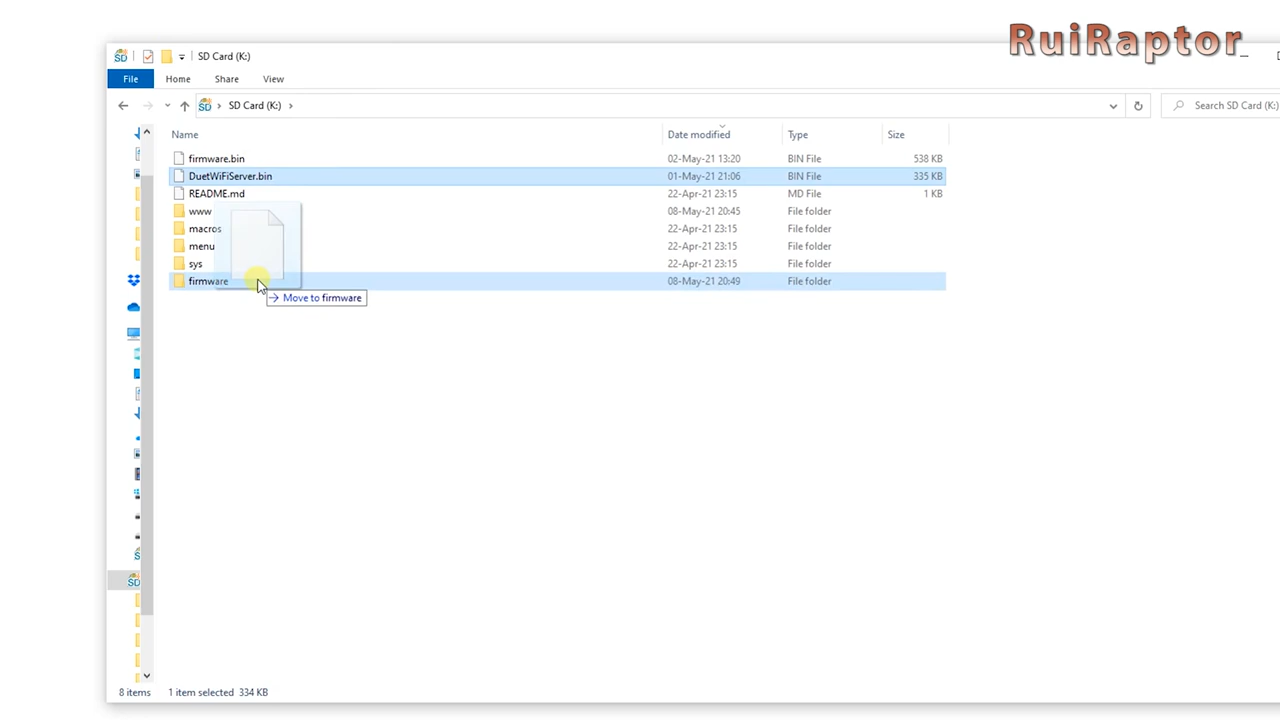 RuiRaptor
SD Card (K:)
File Home Share View
SD Card (K:) Search SD Card (K:)
Name Date modified Type Size
firmware.bin 02-May-21 13:20 BIN File 538 KB
DuetWiFiServer.bin 01-May-21 21:06 BIN File 335 KB
README.md 22-Apr-21 23:15 MD File 1 KB
www 08-May-21 20:45 File folder
macros 22-Apr-21 23:15 File folder
menu 22-Apr-21 23:15 File folder
sys 22-Apr-21 23:15 File folder
firmware 08-May-21 20:49 File folder
Move to firmware
8 items 1 item selected 334 KB